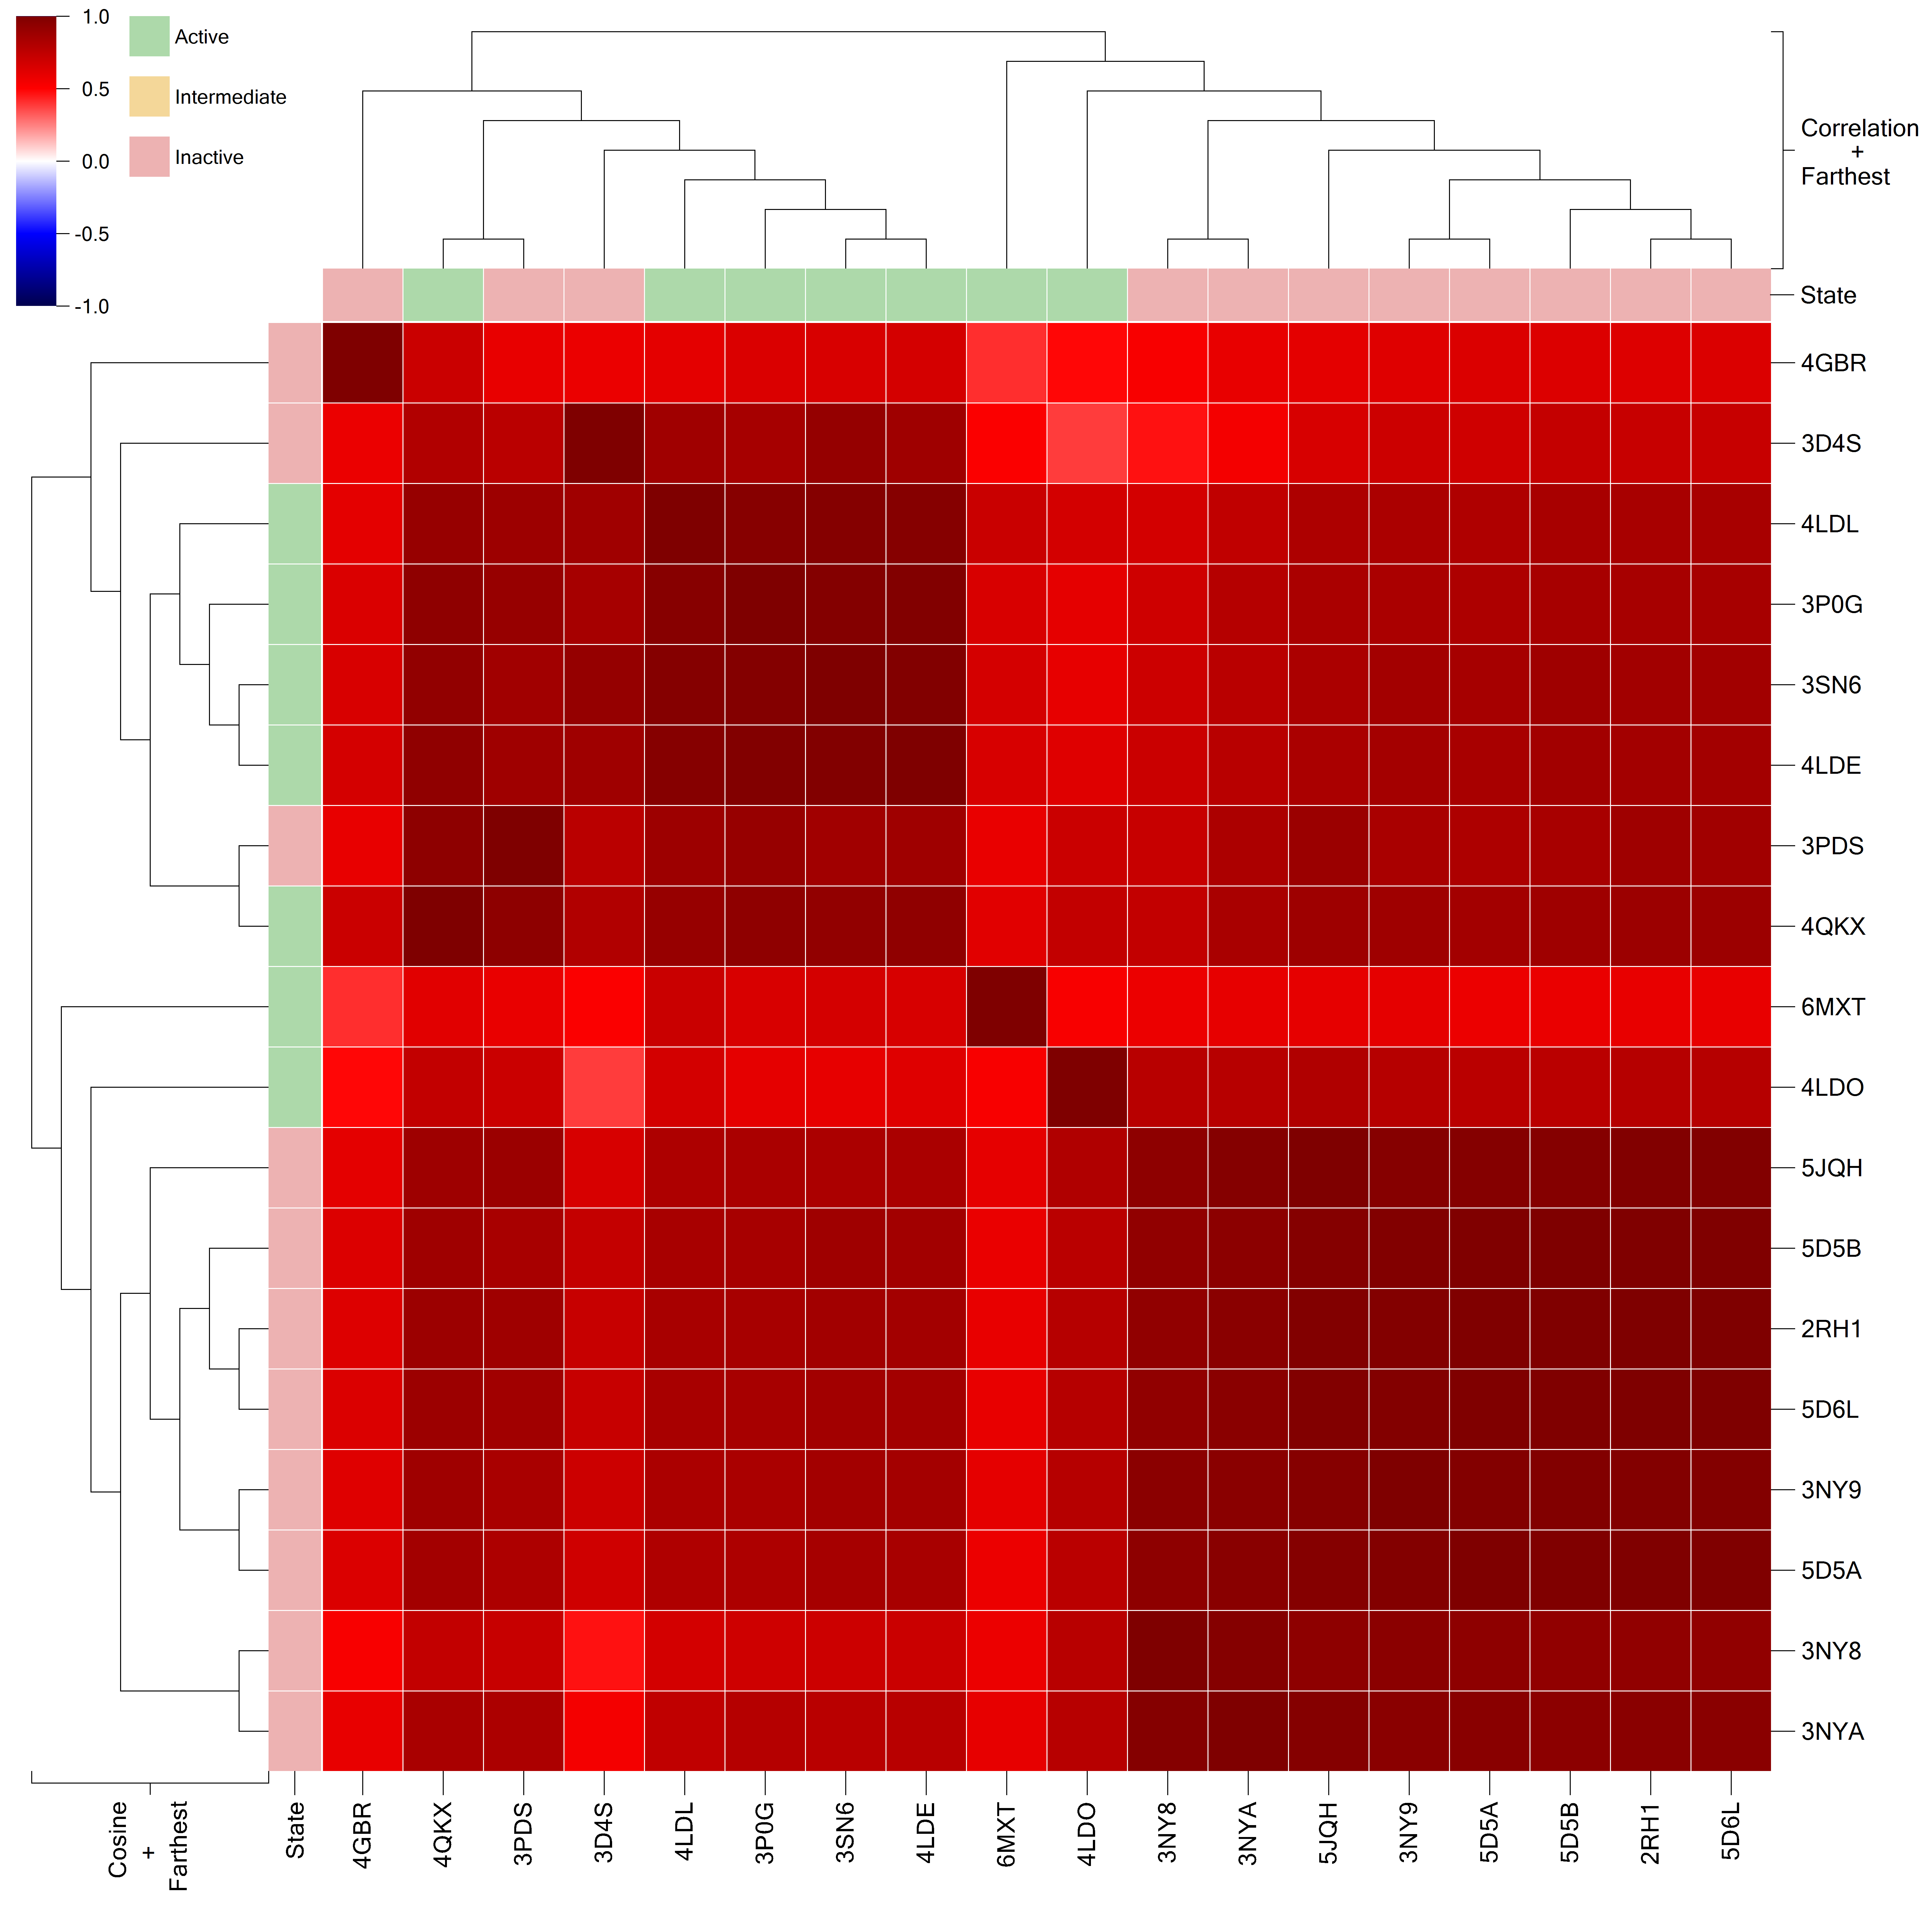 1.0
0.5
0.0
-0.5
-1.0
Active
Intermediate
Inactive
Correlation
+
Farthest
State
4GBR
3D4S
4LDL
3P0G
3SN6
4LDE
3PDS
4QKX
6MXT
4LDO
5JQH
5D5B
2RH1
5D6L
3NY9
5D5A
3NY8
3NYA
Cosine
+
Farthest
State
4GBR
4QKX
3PDS
3D4S
4LDL
3P0G
3SN6
4LDE
6MXT
4LDO
3NY8
3NYA
5JQH
3NY9
5D5A
5D5B
2RH1
5D6L